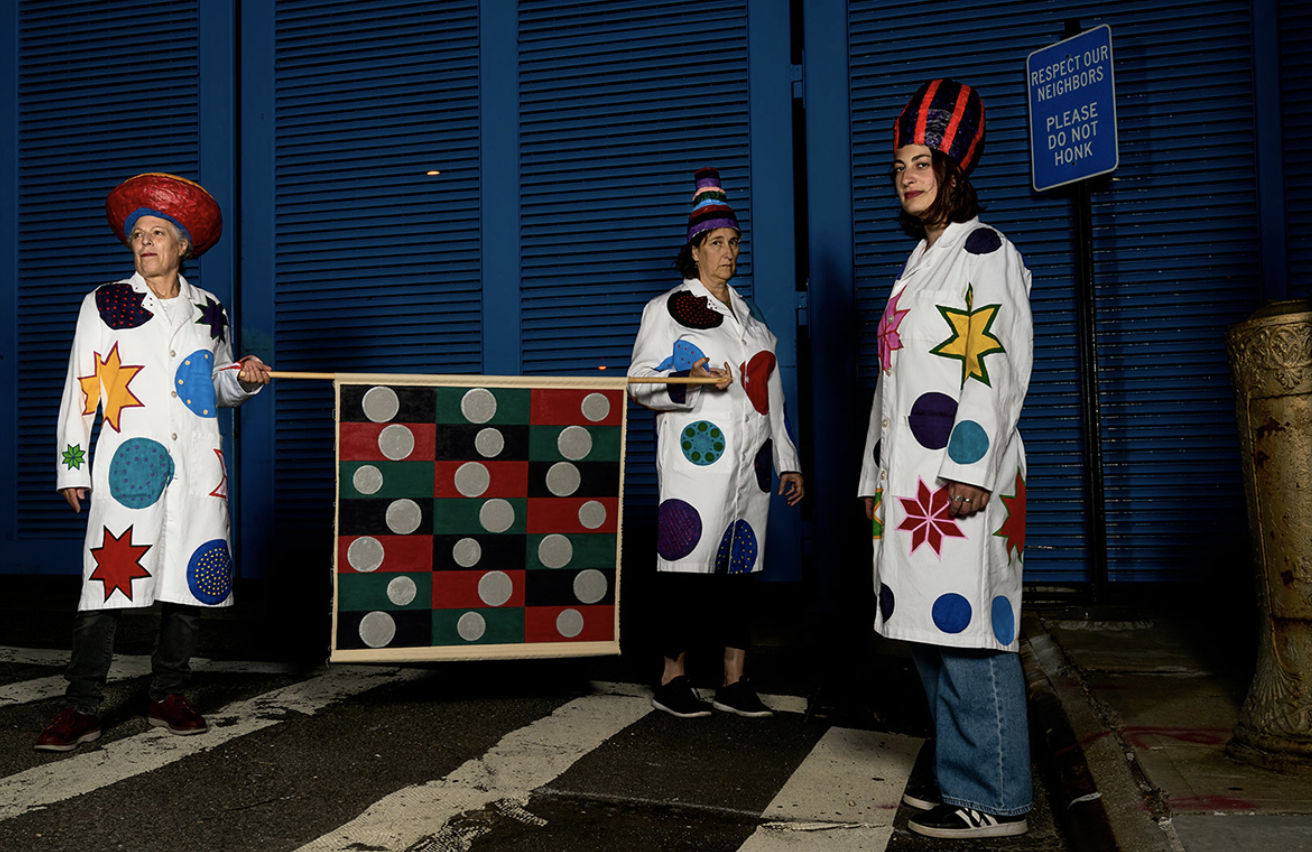 RESPECT OUR
NEIGHBORS
PLEASE
DO NOT
HONK